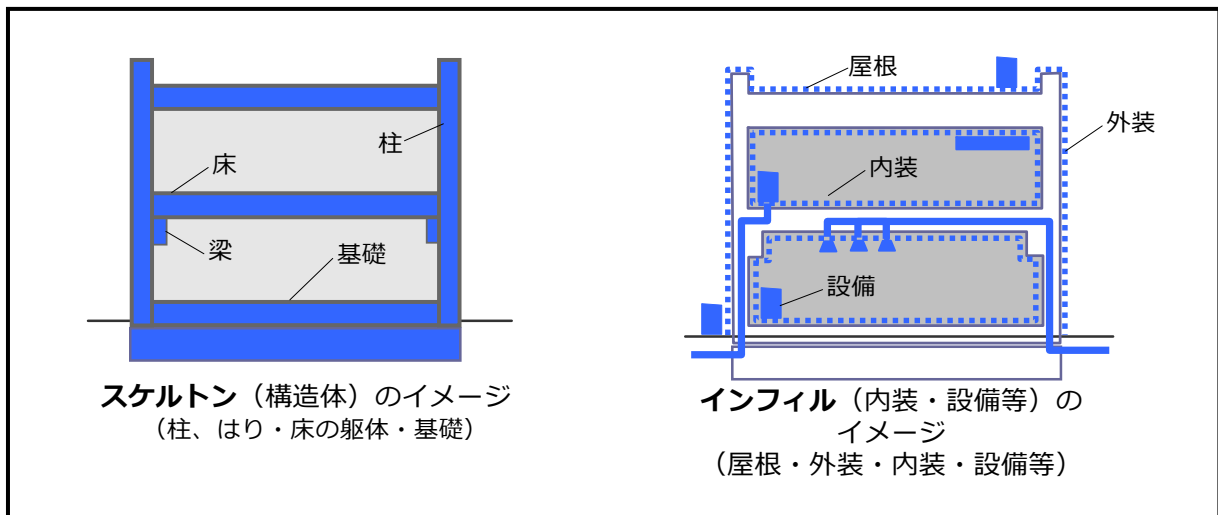 柱
床
梁
基礎
スケルトン（構造体）のイメージ
（柱、はり・床の躯体・基礎）
屋根
外装
内装
設備
インフィル（内装・設備等）の
イメージ
（屋根・外装・内装・設備等）